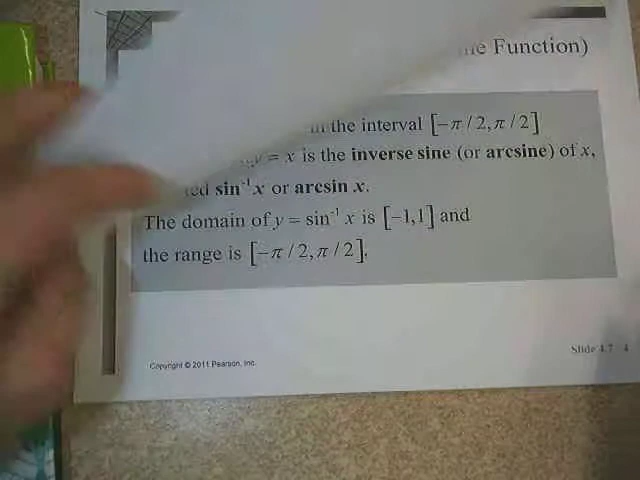 Function)
the interval [−π / 2, π / 2]
= x is the inverse sine (or arcsine) of x,
sin⁻¹ x or arcsin x.
The domain of y = sin⁻¹ x is [−1,1] and
the range is [−π / 2, π / 2].
Slide 4.7 - 4
Copyright © 2011 Pearson, Inc.